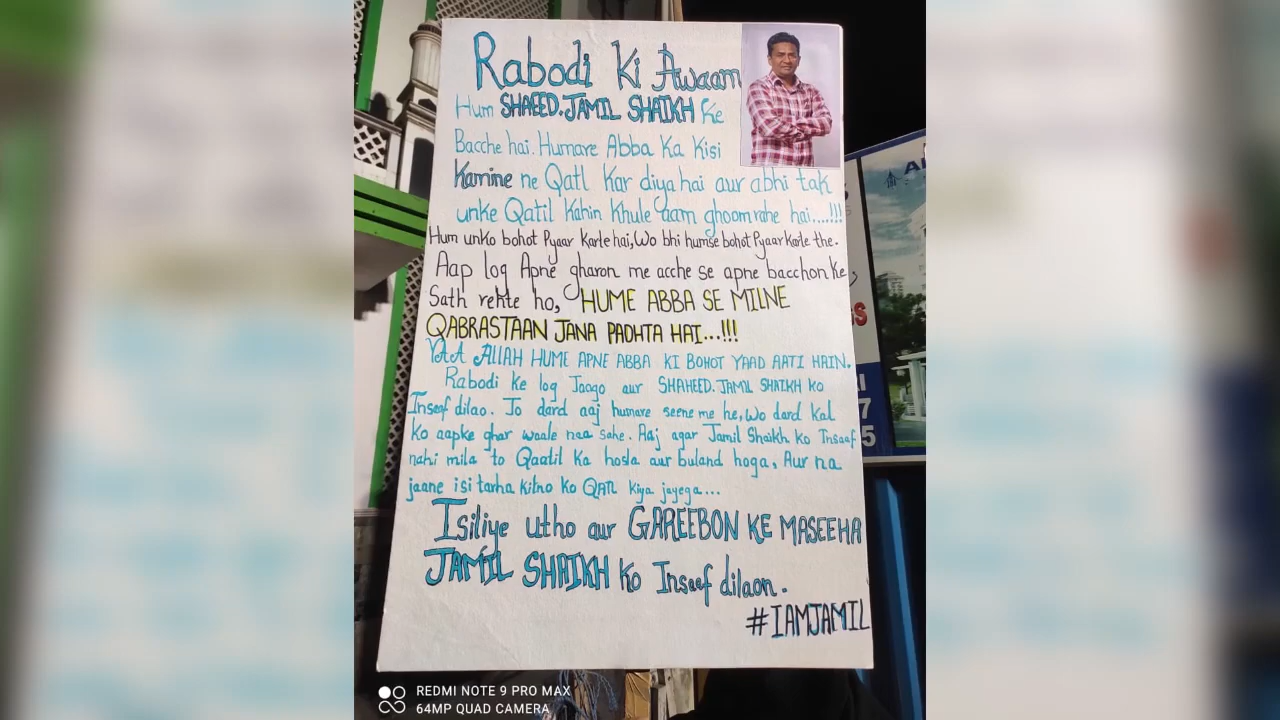 Rabodi Ki Awaam
Hum SHAEED.JAMIL SHAIKH Ke
Bacche hai. Humare Abba Ka Kisi
Kamine ne Qatl Kar diya hai aur abhi tak
unke Qatil Kahin Khule aam ghoom rahe hai....!!!
Hum unko bohot Pyaar Karte hai, Wo bhi humse bohot Pyaar Karte the.
Aap log Apne gharon me acche se apne bacchon Ke
Sath rehte ho, HUME ABBA SE MILNE
QABRASTAAN JANA PADHTA HAI...!!!
YAA ALLAH HUME APNE ABBA KI BOHOT YAAD AATI HAIN.
Rabodi ke log Jaago aur SHAHEED.JAMIL SHAIKH KO
Insaaf dilao. Jo dard aaj humare seene me he, Wo dard Kal
Ko aapke ghar waale naa sahe. Aaj agar Jamil Shaikh ko Insaaf
nahi mila to Qaatil Ka hosla aur buland hoga, Aur na
jaane isi tarha kitno ko QATL kiya jayega...
Isiliye utho aur GAREEBON KE MASEEHA
JAMIL SHAIKH Ko Insaaf dilaon.
#IAMJAMIL
REDMI NOTE 9 PRO MAX
64MP QUAD CAMERA